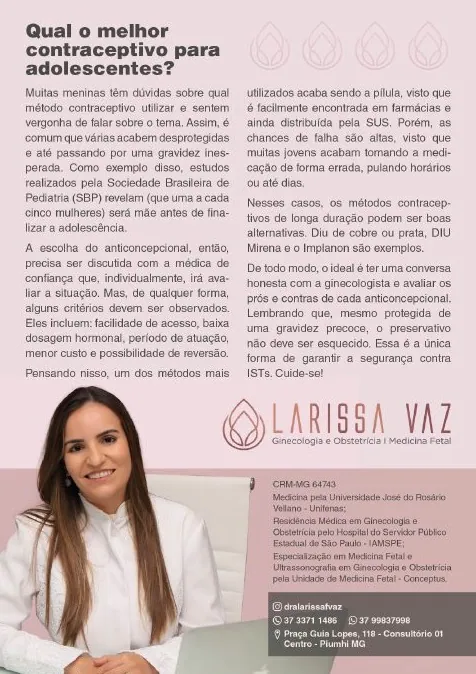 Qual o melhor
contraceptivo para
adolescentes?
Muitas meninas têm dúvidas sobre qual
método contraceptivo utilizar e sentem
vergonha de falar sobre o tema. Assim, é
comum que várias acabem desprotegidas
e até passando por uma gravidez ines-
perada. Como exemplo disso, estudos
realizados pela Sociedade Brasileira de
Pediatria (SBP) revelam (que uma a cada
cinco mulheres) será mãe antes de fina-
lizar a adolescência.
A escolha do anticoncepcional, então,
precisa ser discutida com a médica de
confiança que, individualmente, irá ava-
liar a situação. Mas, de qualquer forma,
alguns critérios devem ser observados.
Eles incluem: facilidade de acesso, baixa
dosagem hormonal, período de atuação,
menor custo e possibilidade de reversão.
Pensando nisso, um dos métodos mais
utilizados acaba sendo a pílula, visto que
é facilmente encontrada em farmácias e
ainda distribuída pela SUS. Porém, as
chances de falha são altas, visto que
muitas jovens acabam tomando a medi-
cação de forma errada, pulando horários
ou até dias.
Nesses casos, os métodos contracep-
tivos de longa duração podem ser boas
alternativas. Diu de cobre ou prata, DIU
Mirena e o Implanon são exemplos.
De todo modo, o ideal é ter uma conversa
honesta com a ginecologista e avaliar os
prós e contras de cada anticoncepcional.
Lembrando que, mesmo protegida de
uma gravidez precoce, o preservativo
não deve ser esquecido. Essa é a única
forma de garantir a segurança contra
ISTs. Cuide-se!
LARISSA VAZ
Ginecologia e Obstetrícia | Medicina Fetal
CRM-MG 64743
Medicina pela Universidade José do Rosário
Vellano - Unifenas;
Residência Médica em Ginecologia e
Obstetrícia pelo Hospital do Servidor Público
Estadual de São Paulo - IAMSPE;
Especialização em Medicina Fetal e
Ultrassonografia em Ginecologia e Obstetrícia
pela Unidade de Medicina Fetal - Conceptus.
dralarissafvaz
37 3371 1486 37 99837998
Praça Guia Lopes, 118 - Consultório 01
Centro - Piumhi MG